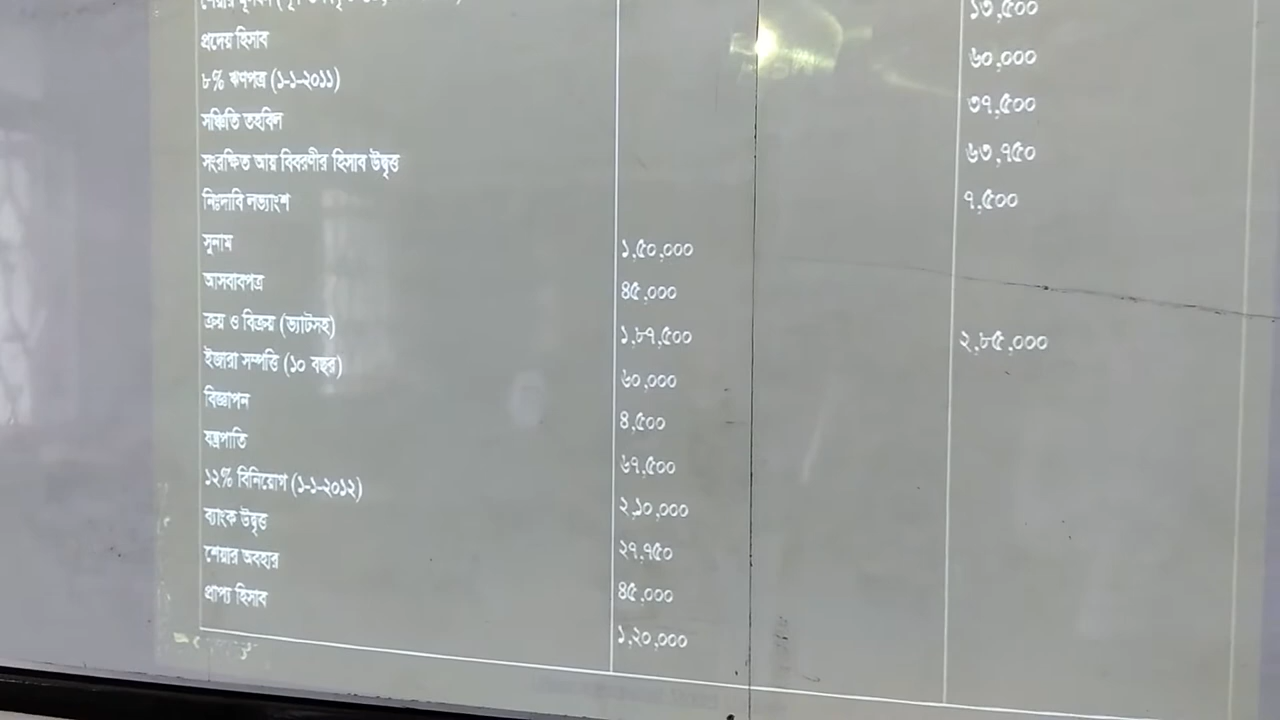 প্রদেয় হিসাব ১৩,৫০০
৮% ঋণপত্র (১-১-২০১১) ৬০,০০০
সঞ্চিতি তহবিল ৩৭,৫০০
সংরক্ষিত আয় বিবরণীর হিসাব উদ্বৃত্ত ৬৩,৭৫০
নিঃদাবি লভ্যাংশ ৭,৫০০
সুনাম ১,৫০,০০০
আসবাবপত্র ৪৫,০০০
ক্রয় ও বিক্রয় (ভ্যাটসহ) ১,৮৭,৫০০ ২,৮৫,০০০
ইজারা সম্পত্তি (১০ বছর) ৬০,০০০
বিজ্ঞাপন ৪,৫০০
যন্ত্রপাতি ৬৭,৫০০
১২% বিনিয়োগ (১-১-২০১২) ২,১০,০০০
ব্যাংক উদ্বৃত্ত ২৭,৭৫০
শেয়ার অবহার ৪৫,০০০
প্রাপ্য হিসাব ১,২০,০০০